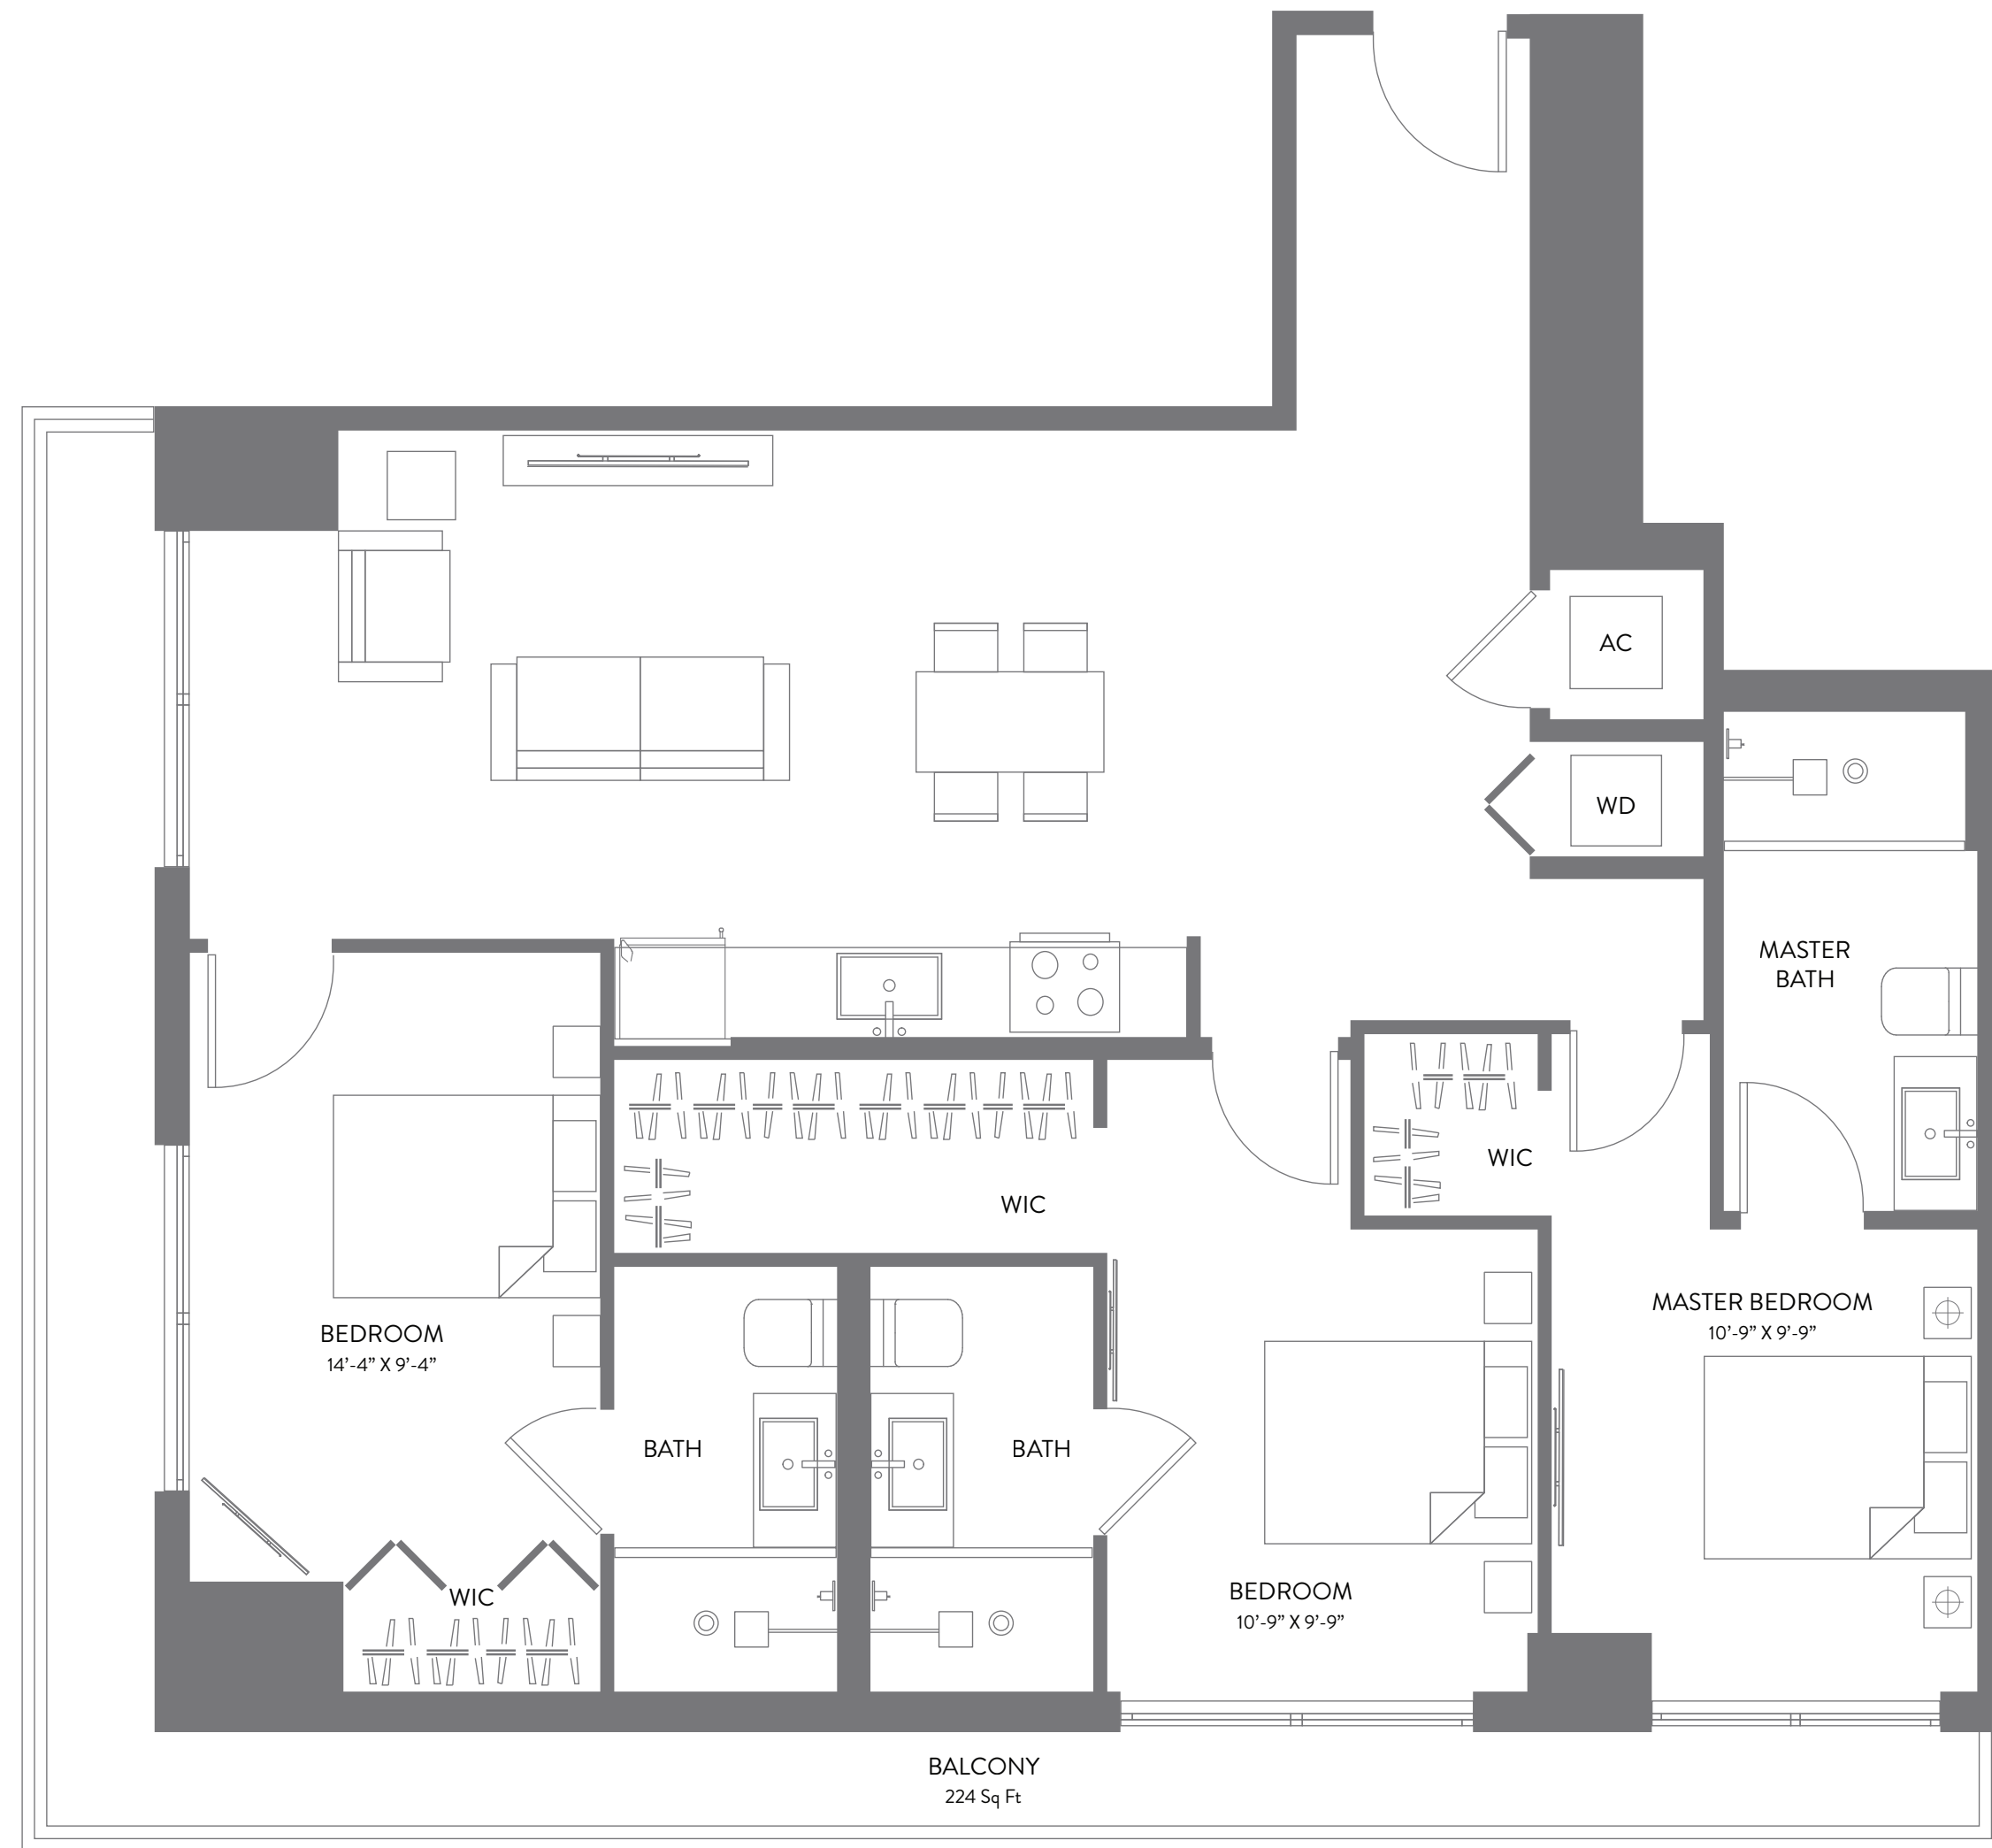 AC
WD
MASTER
BATH
WIC
WIC
MASTER BEDROOM
10’-9” X 9’-9”
BEDROOM
14’-4” X 9’-4”
BATH
BATH
BEDROOM
10’-9” X 9’-9”
WIC
BALCONY
224 Sq Ft